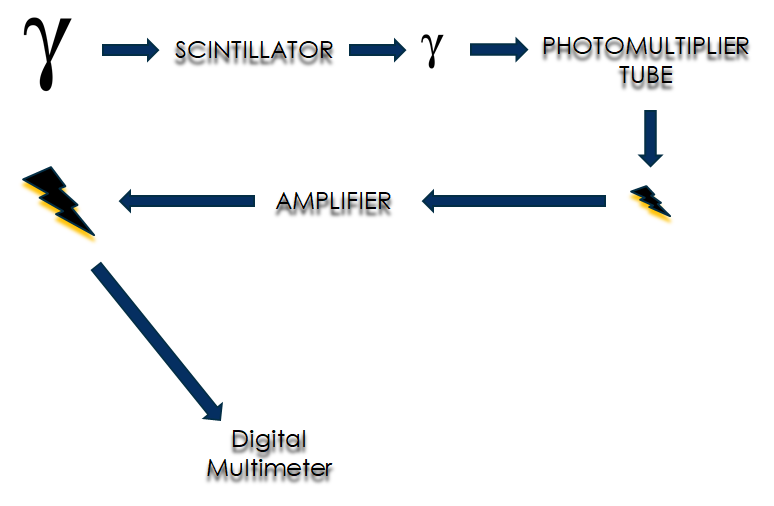 γ
SCINTILLATOR
γ
PHOTOMULTIPLIER
TUBE
AMPLIFIER
Digital
Multimeter